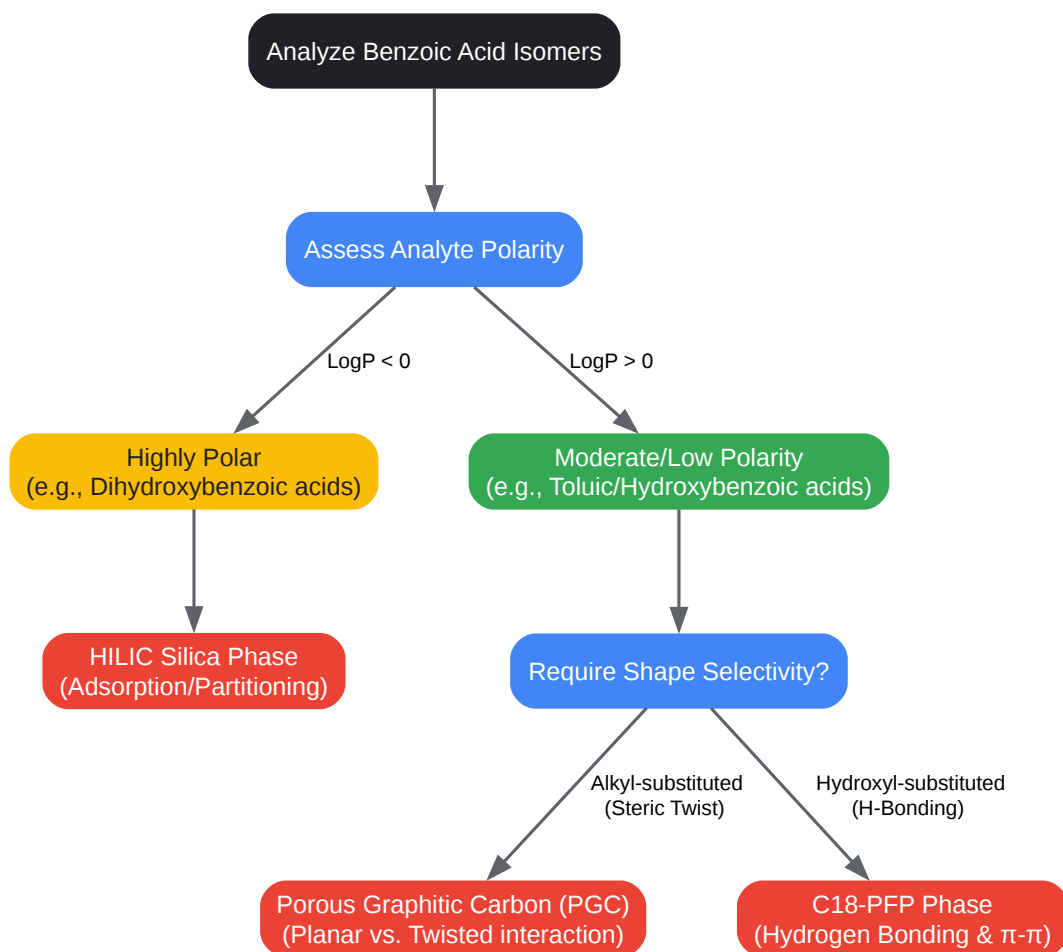 Analyze Benzoic Acid Isomers
Assess Analyte Polarity
LogP < 0
LogP > 0
Highly Polar
(e.g., Dihydroxybenzoic acids)
Moderate/Low Polarity
(e.g., Toluic/Hydroxybenzoic acids)
HILIC Silica Phase
(Adsorption/Partitioning)
Require Shape Selectivity?
Alkyl-substituted
(Steric Twist)
Hydroxyl-substituted
(H-Bonding)
Porous Graphitic Carbon (PGC)
(Planar vs. Twisted interaction)
C18-PFP Phase
(Hydrogen Bonding & π-π)